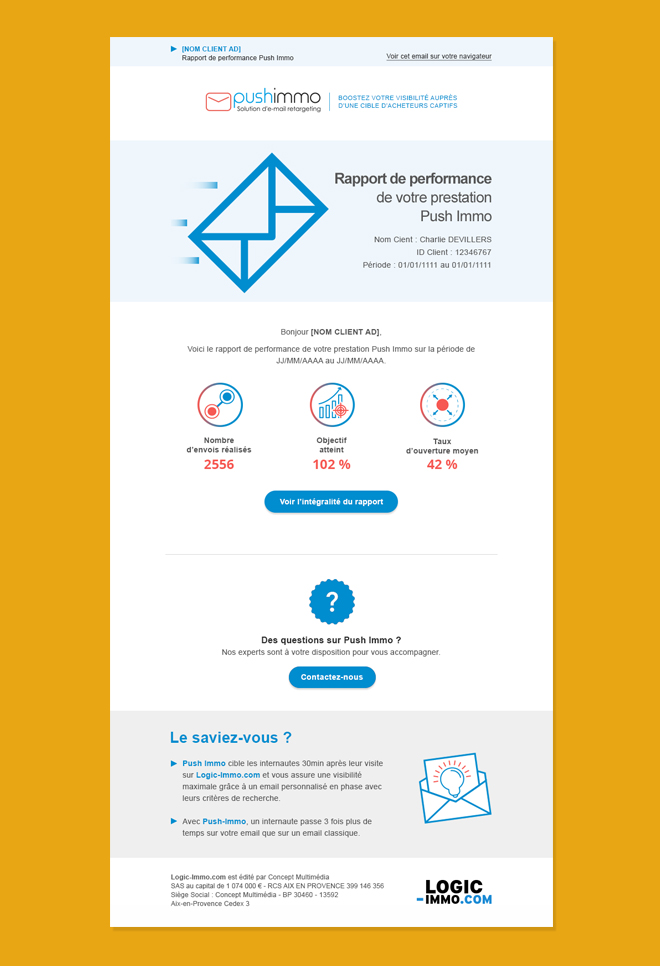 [NOM CLIENT AD]
Rapport de performance Push Immo
Voir cet email sur votre navigateur
pushimmo
Solution d'e-mail retargeting
BOOSTEZ VOTRE VISIBILITÉ AUPRÈS
D'UNE CIBLE D'ACHETEURS CAPTIFS
Rapport de performance
de votre prestation
Push Immo
Nom Cient : Charlie DEVILLERS
ID Client : 12346767
Période : 01/01/1111 au 01/01/1111
Bonjour [NOM CLIENT AD],
Voici le rapport de performance de votre prestation Push Immo sur la période de
JJ/MM/AAAA au JJ/MM/AAAA.
Nombre
d'envois réalisés
2556
Objectif
atteint
102 %
Taux
d'ouverture moyen
42 %
Voir l'intégralité du rapport
?
Des questions sur Push Immo ?
Nos experts sont à votre disposition pour vous accompagner.
Contactez-nous
Le saviez-vous ?
Push Immo cible les internautes 30min après leur visite
sur Logic-Immo.com et vous assure une visibilité
maximale grâce à un email personnalisé en phase avec
leurs critères de recherche.
Avec Push-Immo, un internaute passe 3 fois plus de
temps sur votre email que sur un email classique.
Logic-Immo.com est édité par Concept Multimédia
SAS au capital de 1 074 000 € - RCS AIX EN PROVENCE 399 146 356
Siège Social : Concept Multimédia - BP 30460 - 13592
Aix-en-Provence Cedex 3
LOGIC
-IMMO.COM